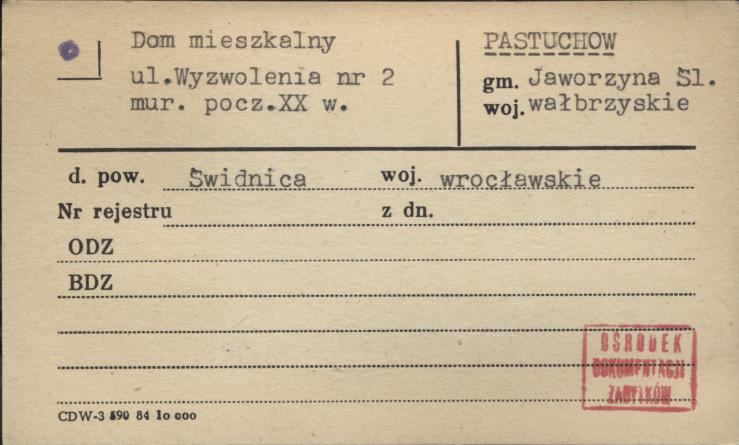 Dom mieszkalny
ul.Wyzwolenia nr 2
mur. pocz.XX w.
PASTUCHOW
gm. Jaworzyna Śl.
woj. wałbrzyskie
d. pow. Świdnica woj. wrocławskie
Nr rejestru z dn.
ODZ
BDZ
OŚRODEK
DOKUMENTACJI
ZABYTKÓW
CDW-3 84 10 000